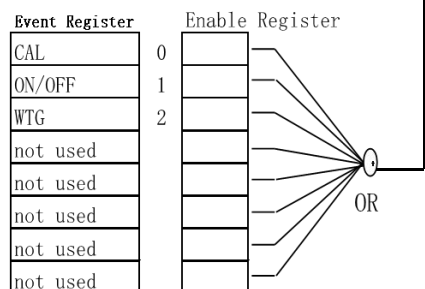 Event Register Enable Register
CAL 0
ON/OFF 1
WTG 2
not used
not used
not used
not used
not used
OR